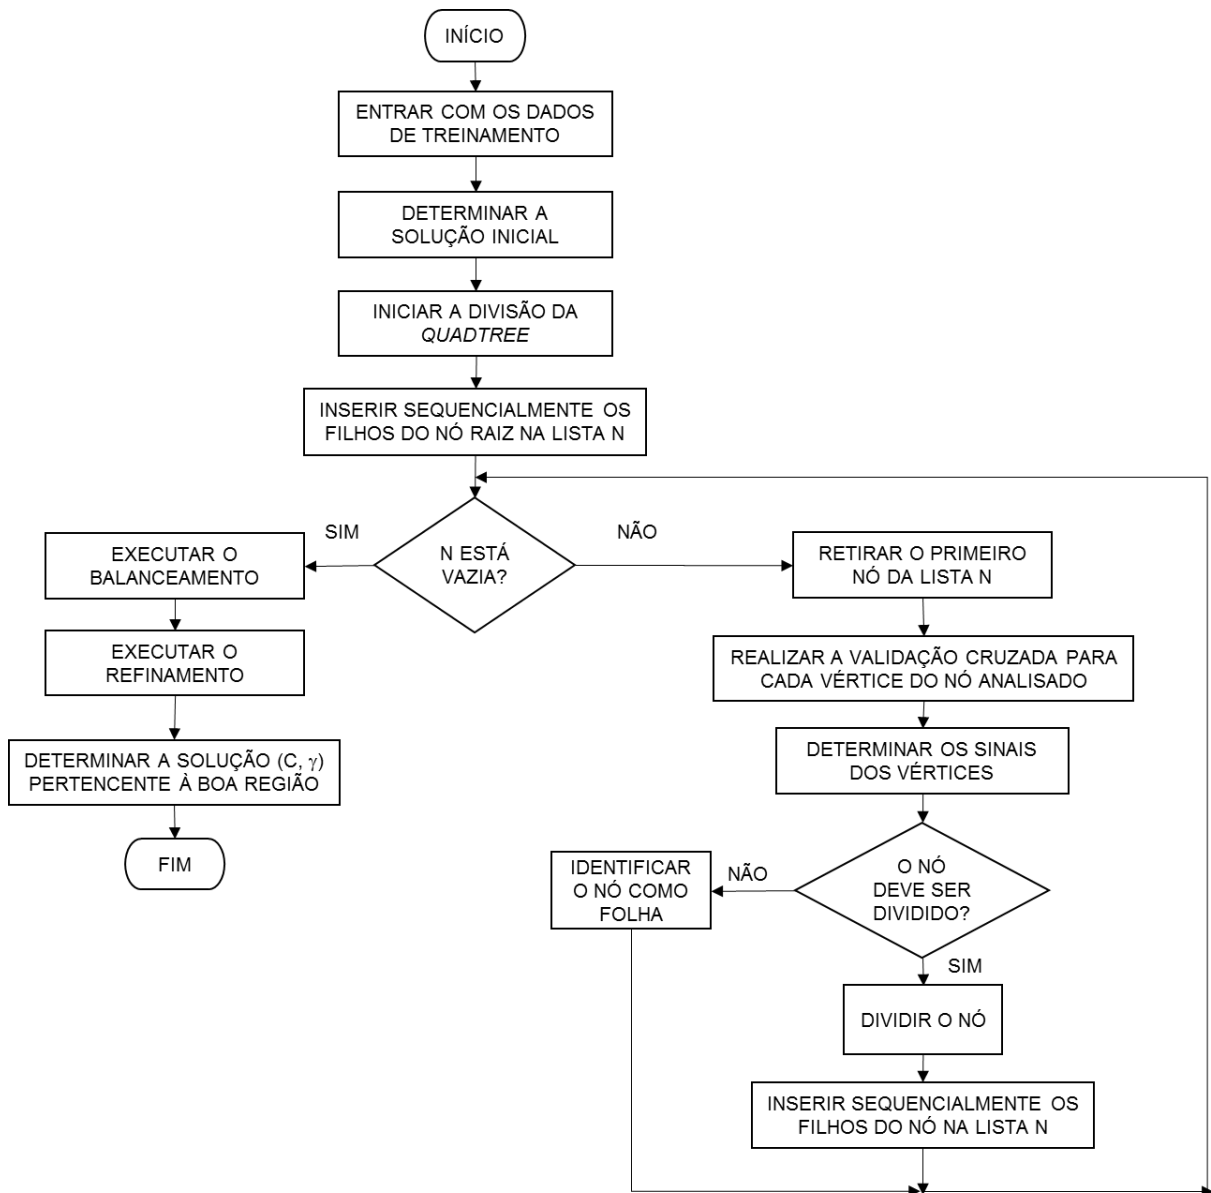 INÍCIO
ENTRAR COM OS DADOS
DE TREINAMENTO
DETERMINAR A
SOLUÇÃO INICIAL
INICIAR A DIVISÃO DA
QUADTREE
INSERIR SEQUENCIALMENTE OS
FILHOS DO NÓ RAIZ NA LISTA N
N ESTÁ
VAZIA?
SIM
EXECUTAR O
BALANCEAMENTO
EXECUTAR O
REFINAMENTO
DETERMINAR A SOLUÇÃO (C, γ)
PERTENCENTE À BOA REGIÃO
FIM
NÃO
RETIRAR O PRIMEIRO
NÓ DA LISTA N
REALIZAR A VALIDAÇÃO CRUZADA PARA
CADA VÉRTICE DO NÓ ANALISADO
DETERMINAR OS SINAIS
DOS VÉRTICES
O NÓ
DEVE SER
DIVIDIDO?
NÃO
IDENTIFICAR
O NÓ COMO
FOLHA
SIM
DIVIDIR O NÓ
INSERIR SEQUENCIALMENTE OS
FILHOS DO NÓ NA LISTA N